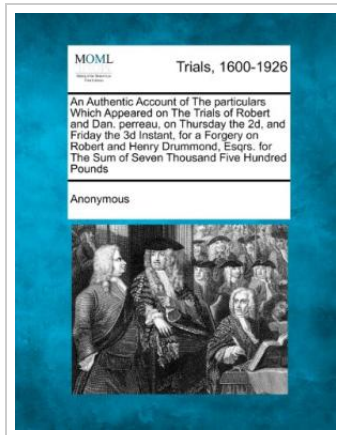 MOML
Trials, 1600-1926
An Authentic Account of The particulars
Which Appeared on The Trials of Robert
and Dan. perreau, on Thursday the 2d, and
Friday the 3d Instant, for a Forgery on
Robert and Henry Drummond, Esqrs. for
The Sum of Seven Thousand Five Hundred
Pounds
Anonymous